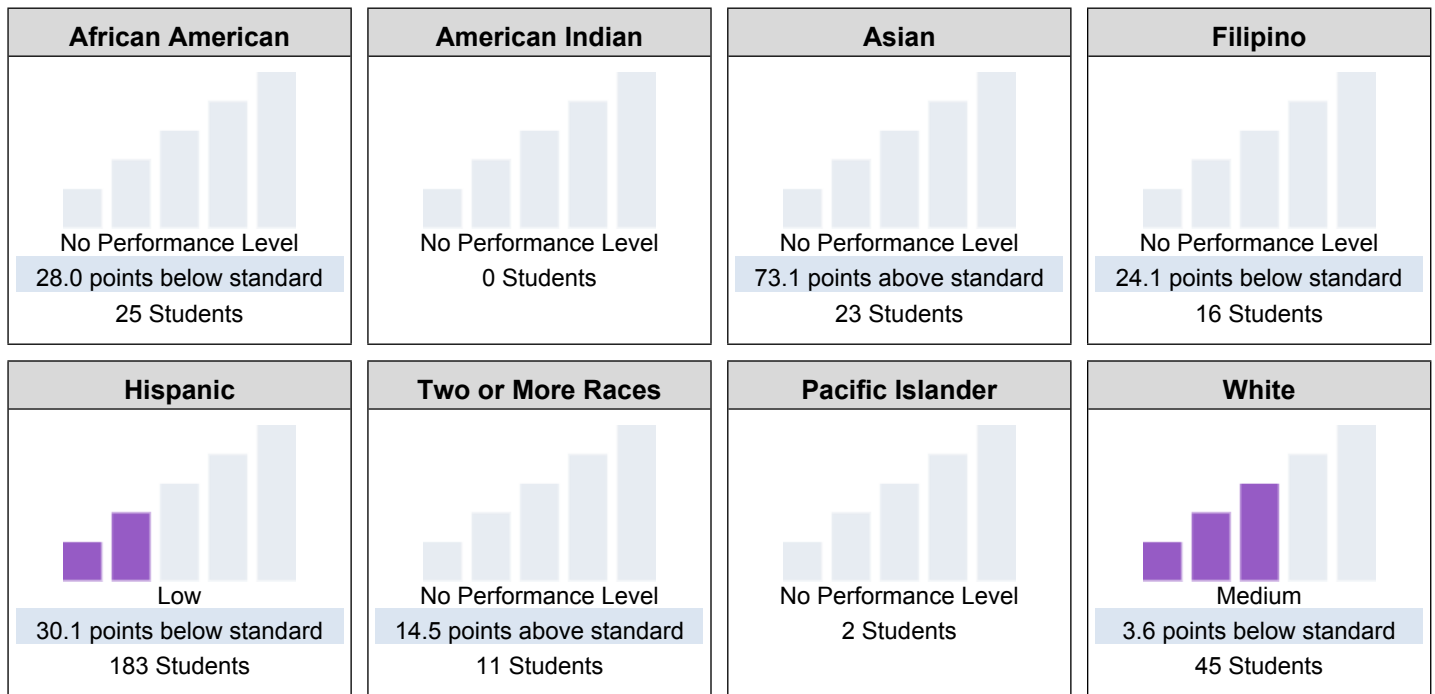 African American
No Performance Level
28.0 points below standard
25 Students
American Indian
No Performance Level
0 Students
Asian
No Performance Level
73.1 points above standard
23 Students
Filipino
No Performance Level
24.1 points below standard
16 Students
Hispanic
Low
30.1 points below standard
183 Students
Two or More Races
No Performance Level
14.5 points above standard
11 Students
Pacific Islander
No Performance Level
2 Students
White
Medium
3.6 points below standard
45 Students